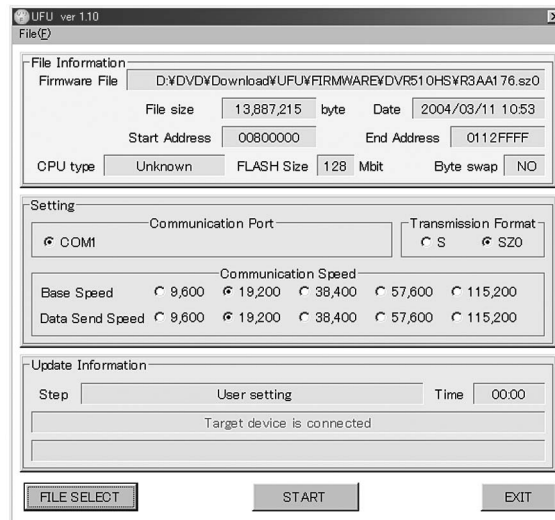 UFU ver 1.10
File(F)
File Information
Firmware File D:¥DVD¥Download¥UFU¥FIRMWARE¥DVR510HS¥R3AA176.sz0
File size 13,887,215 byte Date 2004/03/11 10:53
Start Address 00800000 End Address 0112FFFF
CPU type Unknown FLASH Size 128 Mbit Byte swap NO
Setting
Communication Port Transmission Format
COM1 S SZ0
Communication Speed
Base Speed 9,600 19,200 38,400 57,600 115,200
Data Send Speed 9,600 19,200 38,400 57,600 115,200
Update Information
Step User setting Time 00:00
Target device is connected
FILE SELECT START EXIT